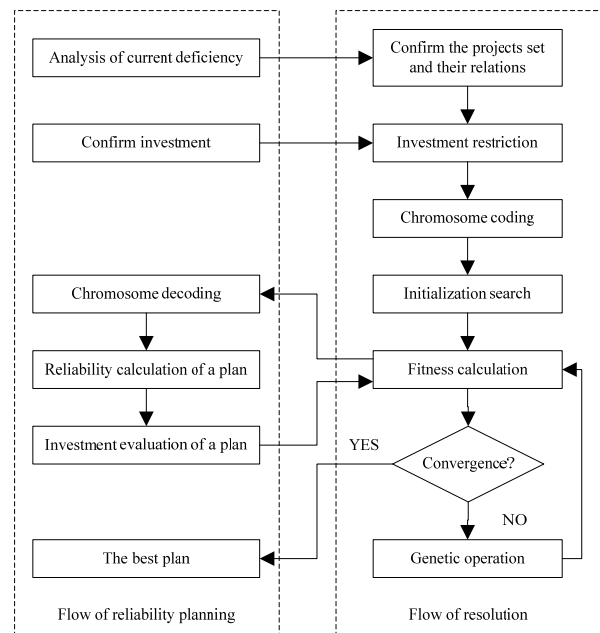 Analysis of current deficiency
Confirm the projects set
and their relations
Confirm investment
Investment restriction
Chromosome coding
Chromosome decoding
Initialization search
Reliability calculation of a plan
Fitness calculation
Investment evaluation of a plan
YES
Convergence?
NO
The best plan
Genetic operation
Flow of reliability planning
Flow of resolution